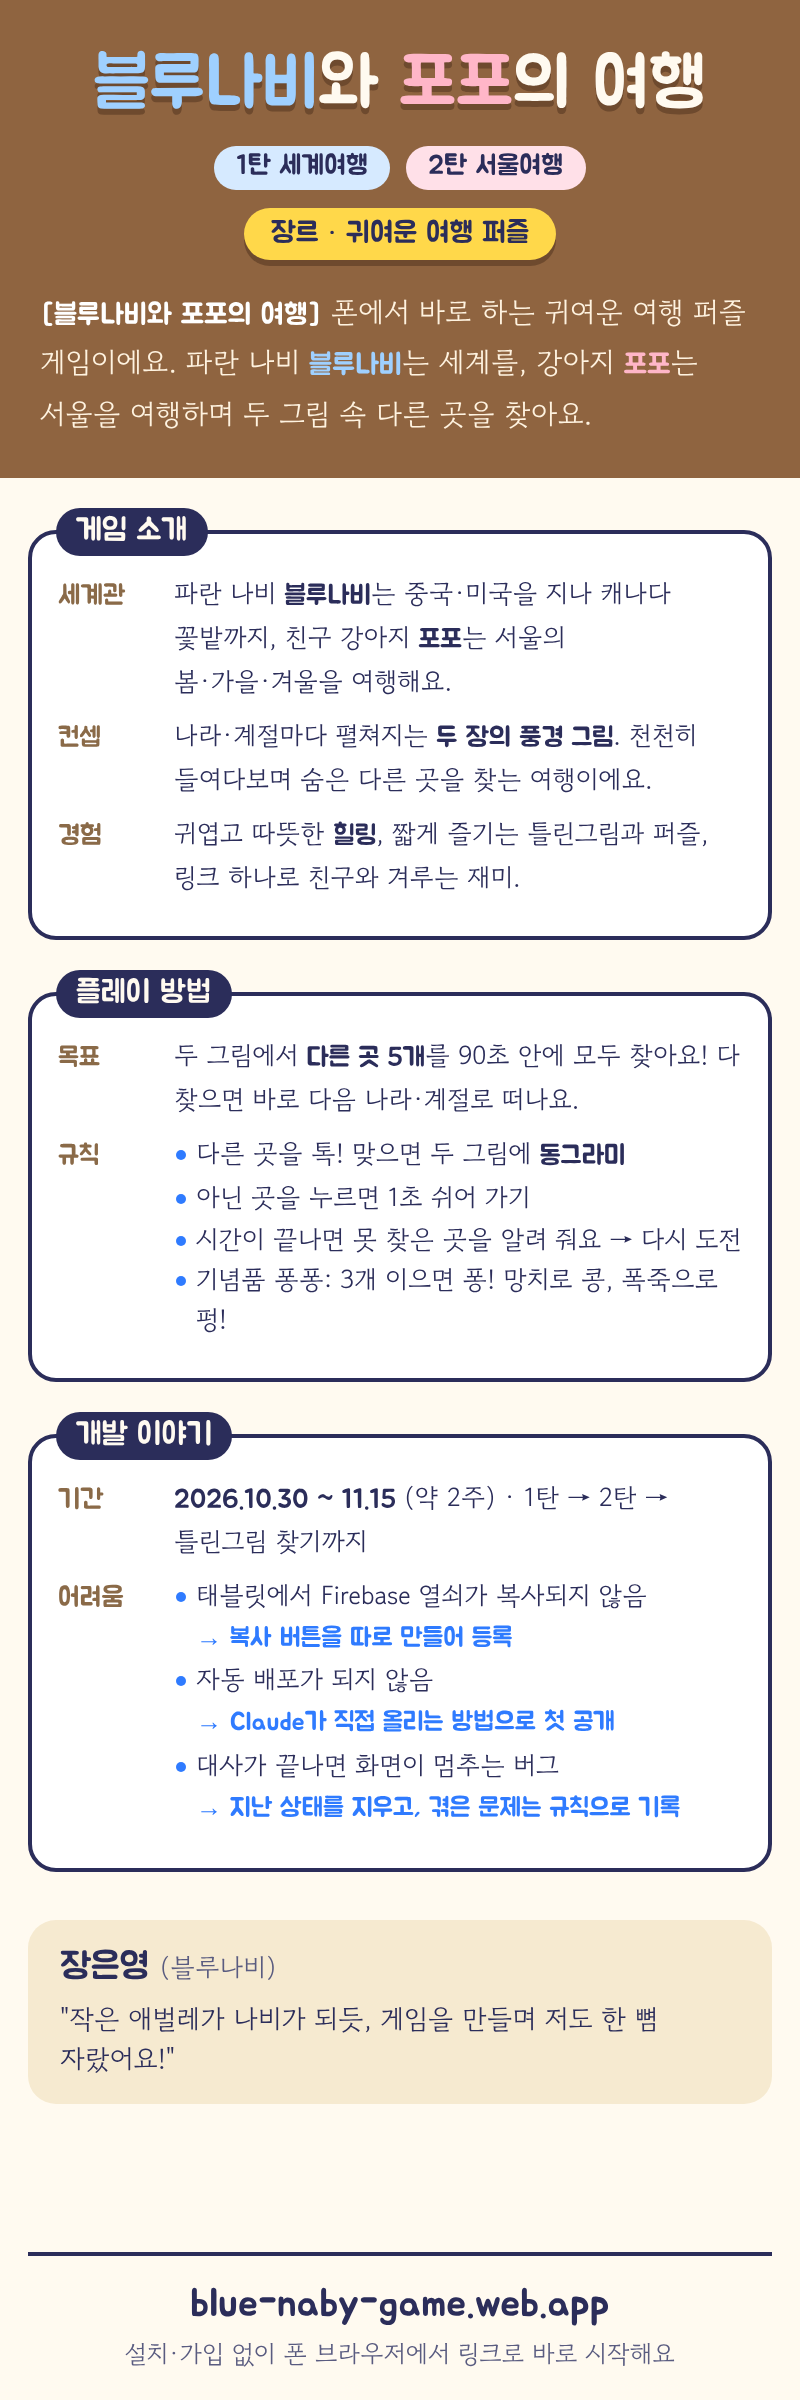 블루나비와 포포의 여행
1탄 세계여행 2탄 서울여행
장르 · 귀여운 여행 퍼즐
[블루나비와 포포의 여행] 폰에서 바로 하는 귀여운 여행 퍼즐
게임이에요. 파란 나비 블루나비는 세계를, 강아지 포포는
서울을 여행하며 두 그림 속 다른 곳을 찾아요.
게임 소개
세계관 파란 나비 블루나비는 중국·미국을 지나 캐나다
꽃밭까지, 친구 강아지 포포는 서울의
봄·가을·겨울을 여행해요.
컨셉 나라·계절마다 펼쳐지는 두 장의 풍경 그림. 천천히
들여다보며 숨은 다른 곳을 찾는 여행이에요.
경험 귀엽고 따뜻한 힐링, 짧게 즐기는 틀린그림과 퍼즐,
링크 하나로 친구와 겨루는 재미.
플레이 방법
목표 두 그림에서 다른 곳 5개를 90초 안에 모두 찾아요! 다
찾으면 바로 다음 나라·계절로 떠나요.
규칙 • 다른 곳을 톡! 맞으면 두 그림에 동그라미
• 아닌 곳을 누르면 1초 쉬어 가기
• 시간이 끝나면 못 찾은 곳을 알려 줘요 → 다시 도전
• 기념품 퐁퐁: 3개 이으면 퐁! 망치로 콩, 폭죽으로
펑!
개발 이야기
기간 2026.10.30 ~ 11.15 (약 2주) · 1탄 → 2탄 →
틀린그림 찾기까지
어려움 • 태블릿에서 Firebase 열쇠가 복사되지 않음
→ 복사 버튼을 따로 만들어 등록
• 자동 배포가 되지 않음
→ Claude가 직접 올리는 방법으로 첫 공개
• 대사가 끝나면 화면이 멈추는 버그
→ 지난 상태를 지우고, 겪은 문제는 규칙으로 기록
장은영 (블루나비)
"작은 애벌레가 나비가 되듯, 게임을 만들며 저도 한 뼘
자랐어요!"
blue-naby-game.web.app
설치·가입 없이 폰 브라우저에서 링크로 바로 시작해요